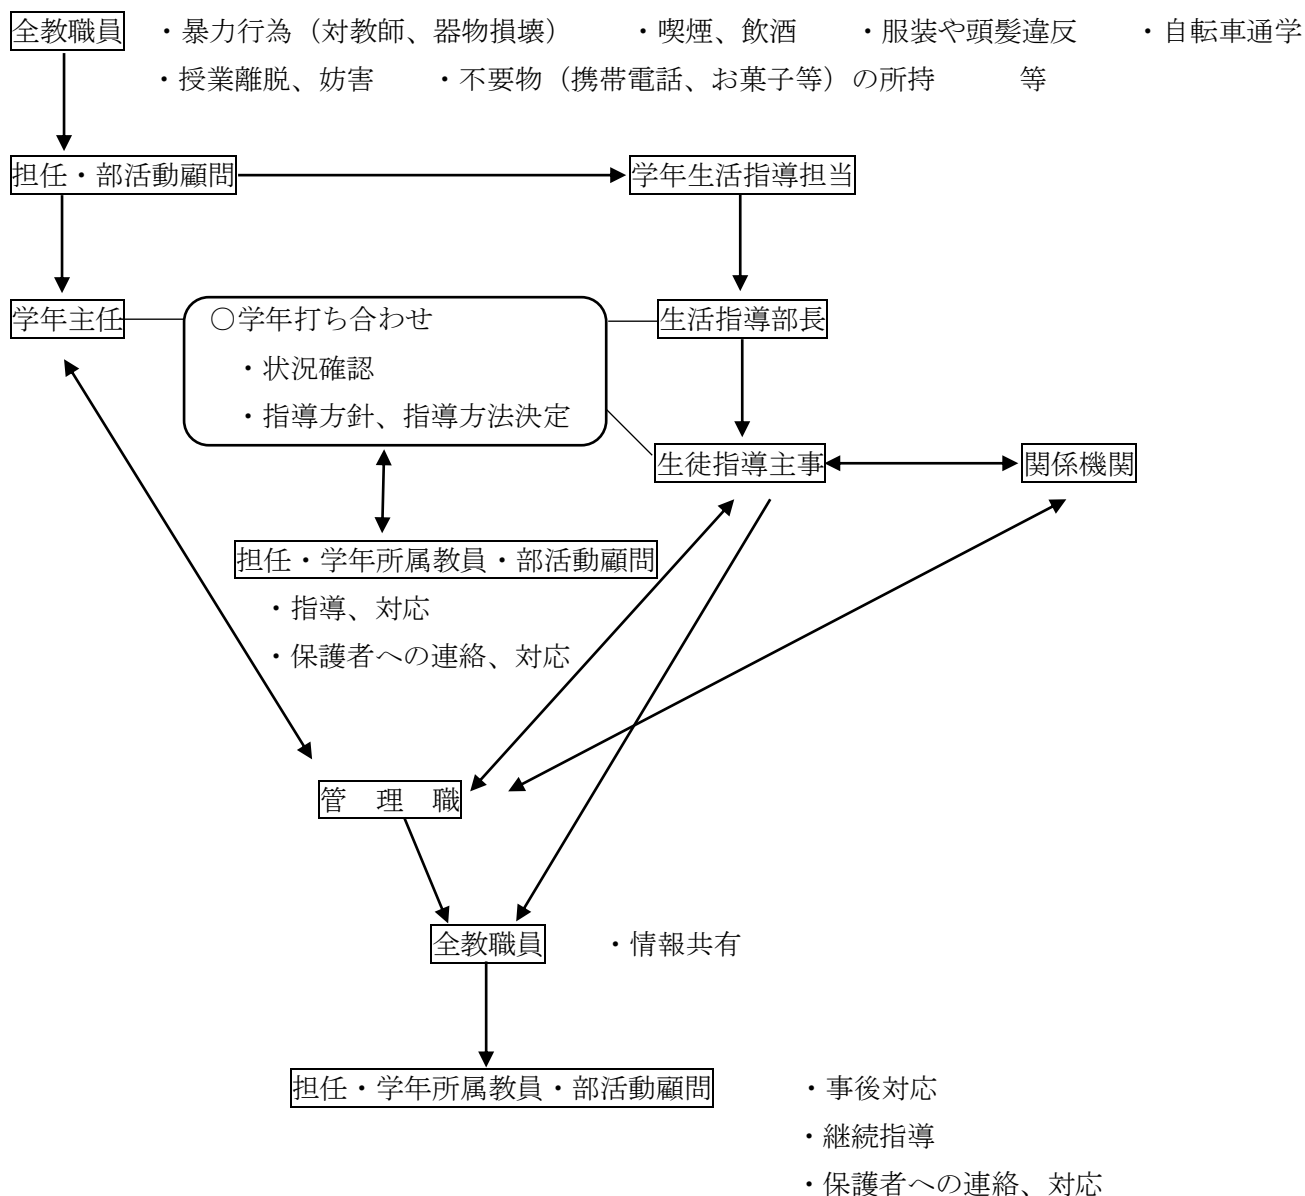 全教職員 ・暴力行為（対教師、器物損壊） ・喫煙、飲酒 ・服装や頭髪違反 ・自転車通学
・授業離脱、妨害 ・不要物（携帯電話、お菓子等）の所持 等
担任・部活動顧問 学年生活指導担当
学年主任 ○学年打ち合わせ 生活指導部長
・状況確認
・指導方針、指導方法決定
生徒指導主事 関係機関
担任・学年所属教員・部活動顧問
・指導、対応
・保護者への連絡、対応
管　理　職
全教職員 ・情報共有
担任・学年所属教員・部活動顧問 ・事後対応
・継続指導
・保護者への連絡、対応